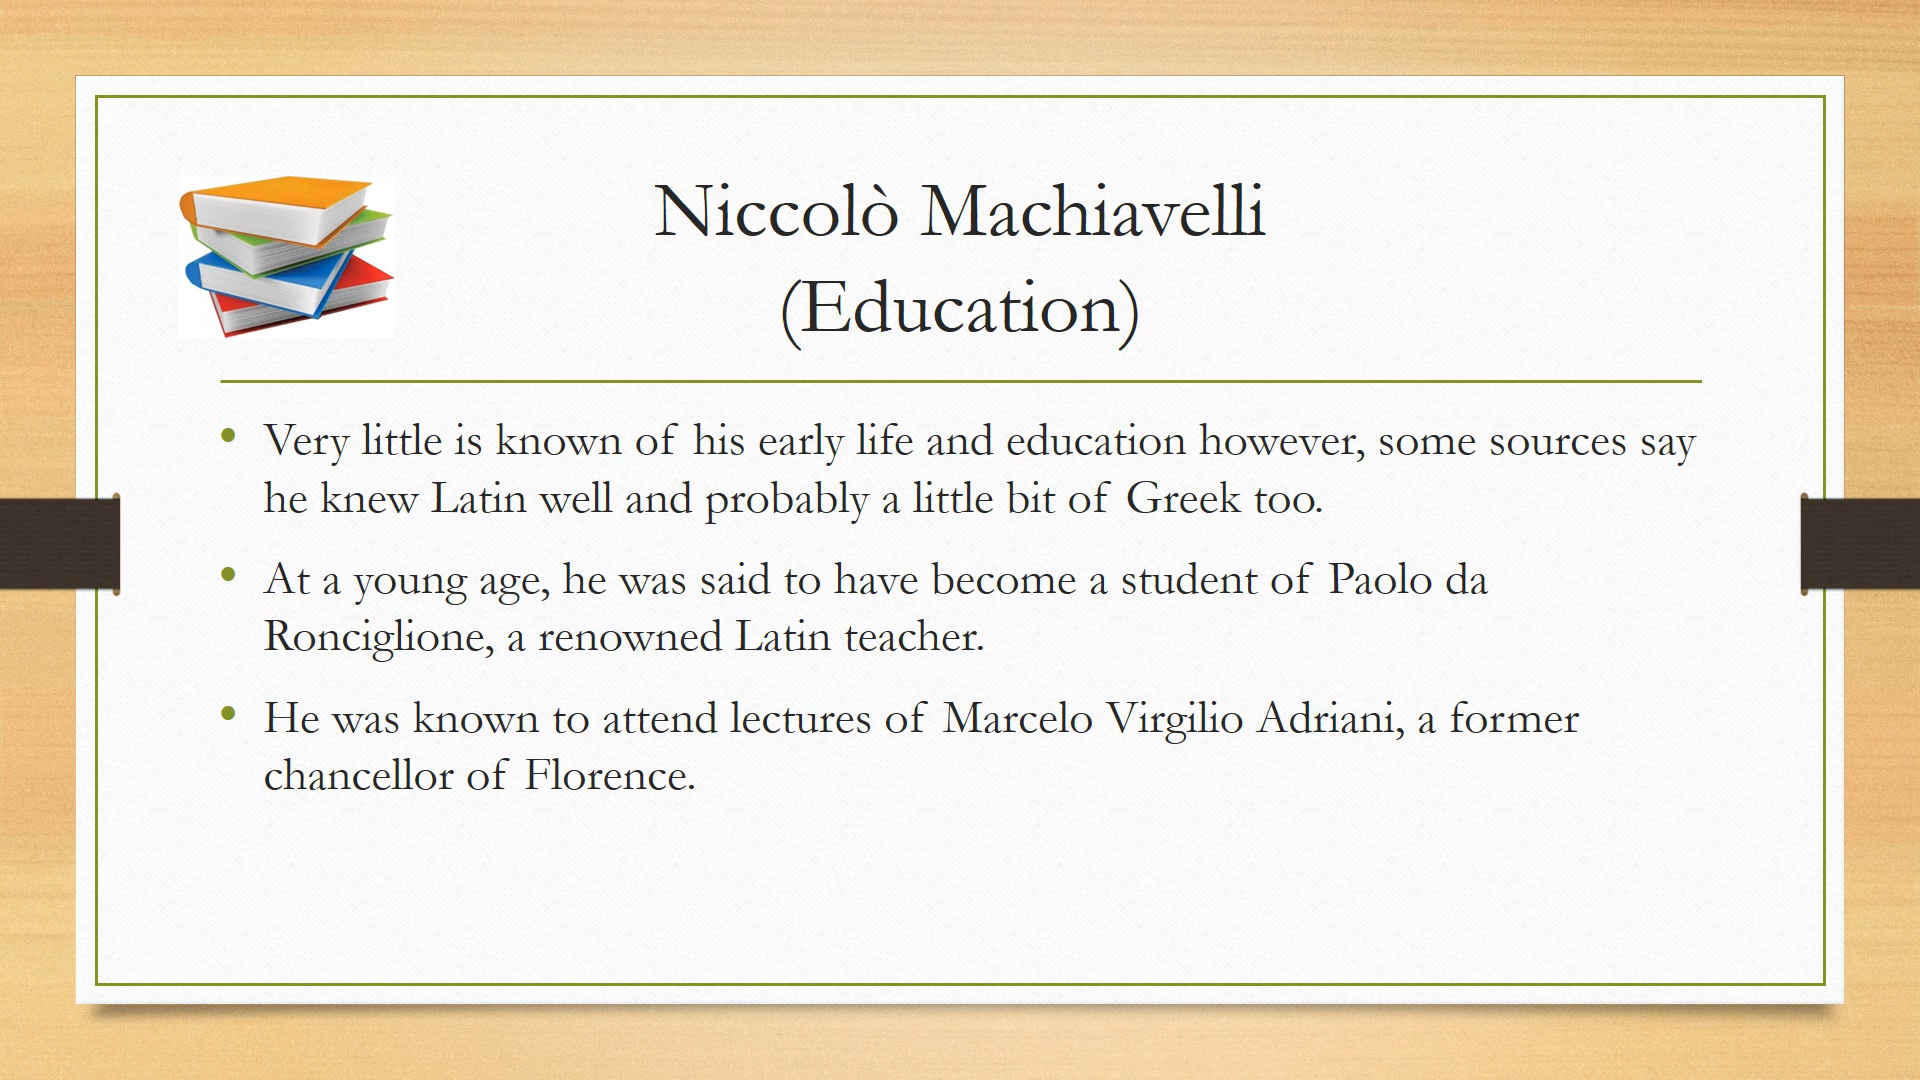 Niccolò Machiavelli
(Education)
• Very little is known of his early life and education however, some sources say
he knew Latin well and probably a little bit of Greek too.
• At a young age, he was said to have become a student of Paolo da
Ronciglione, a renowned Latin teacher.
• He was known to attend lectures of Marcelo Virgilio Adriani, a former
chancellor of Florence.